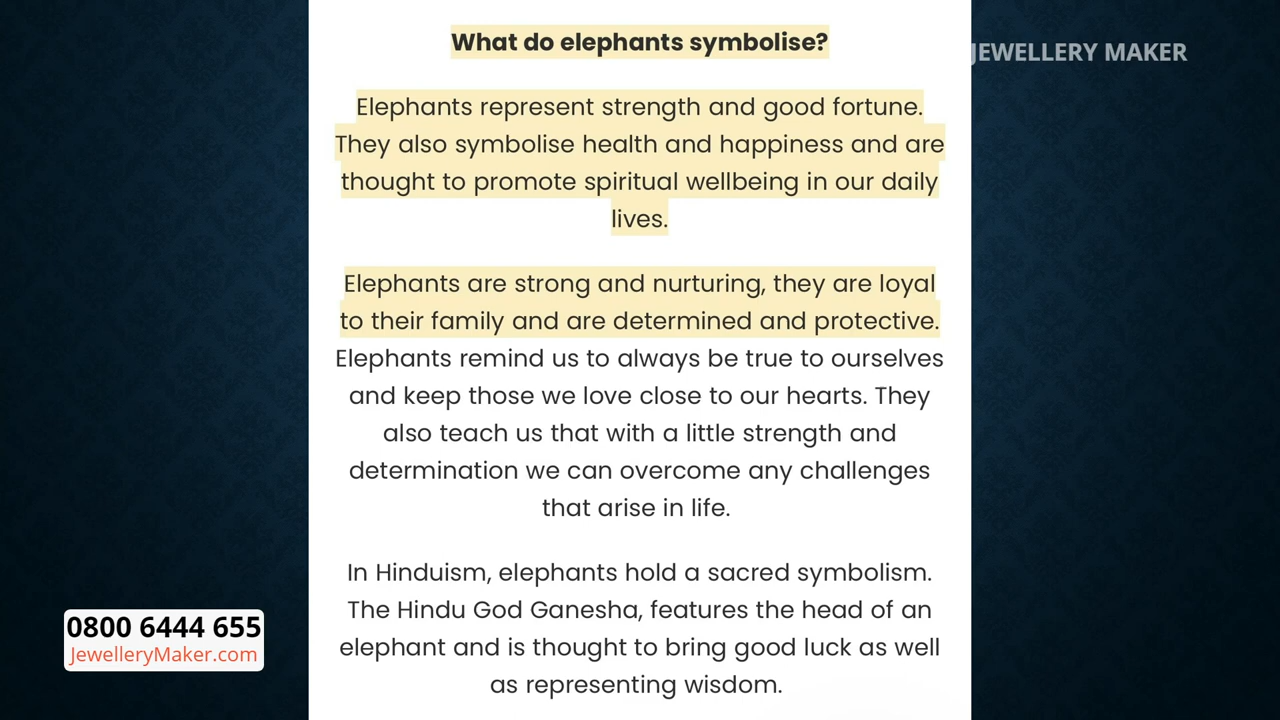 What do elephants symbolise?
JEWELLERY MAKER
Elephants represent strength and good fortune.
They also symbolise health and happiness and are
thought to promote spiritual wellbeing in our daily
lives.
Elephants are strong and nurturing, they are loyal
to their family and are determined and protective.
Elephants remind us to always be true to ourselves
and keep those we love close to our hearts. They
also teach us that with a little strength and
determination we can overcome any challenges
that arise in life.
In Hinduism, elephants hold a sacred symbolism.
The Hindu God Ganesha, features the head of an
elephant and is thought to bring good luck as well
as representing wisdom.
0800 6444 655
JewelleryMaker.com